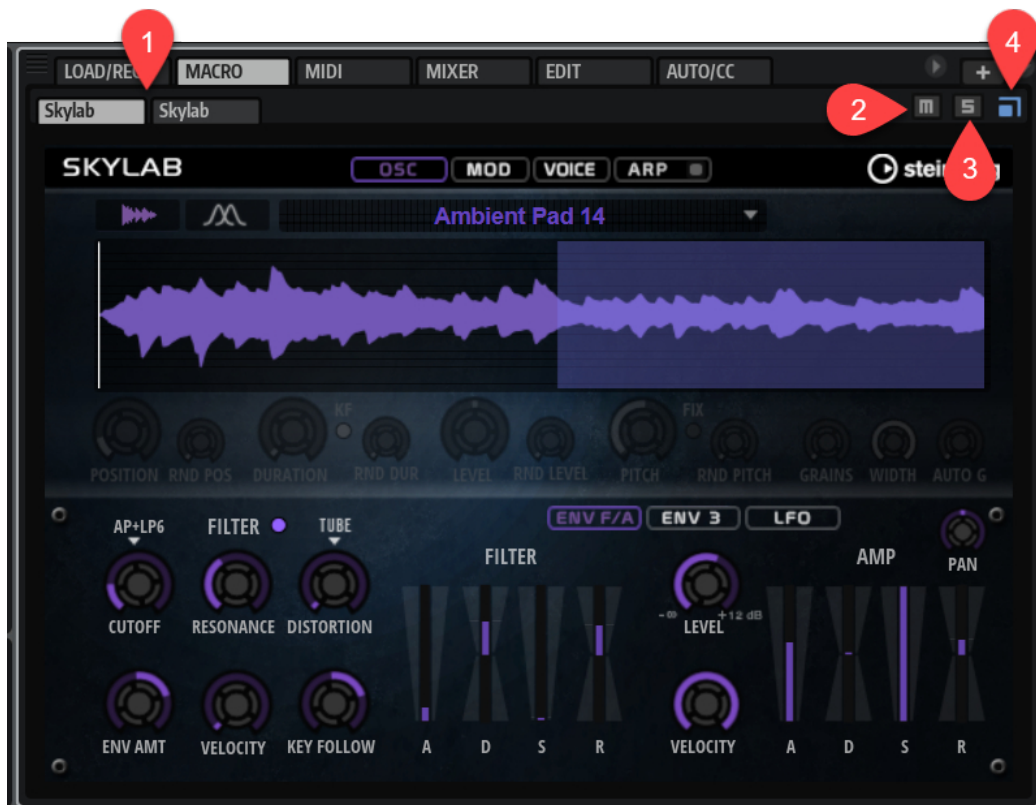 1 4
LOAD/REC MACRO MIDI MIXER EDIT AUTO/CC +
Skylab Skylab 2 M S
3
SKYLAB OSC MOD VOICE ARP
Ambient Pad 14
KF FIX
POSITION RND POS DURATION RND DUR LEVEL RND LEVEL PITCH RND PITCH GRAINS WIDTH AUTO G
AP+LP6 FILTER TUBE ENV F/A ENV 3 LFO
FILTER AMP PAN
-∞ +12 dB
CUTOFF RESONANCE DISTORTION LEVEL
ENV AMT VELOCITY KEY FOLLOW A D S R VELOCITY A D S R